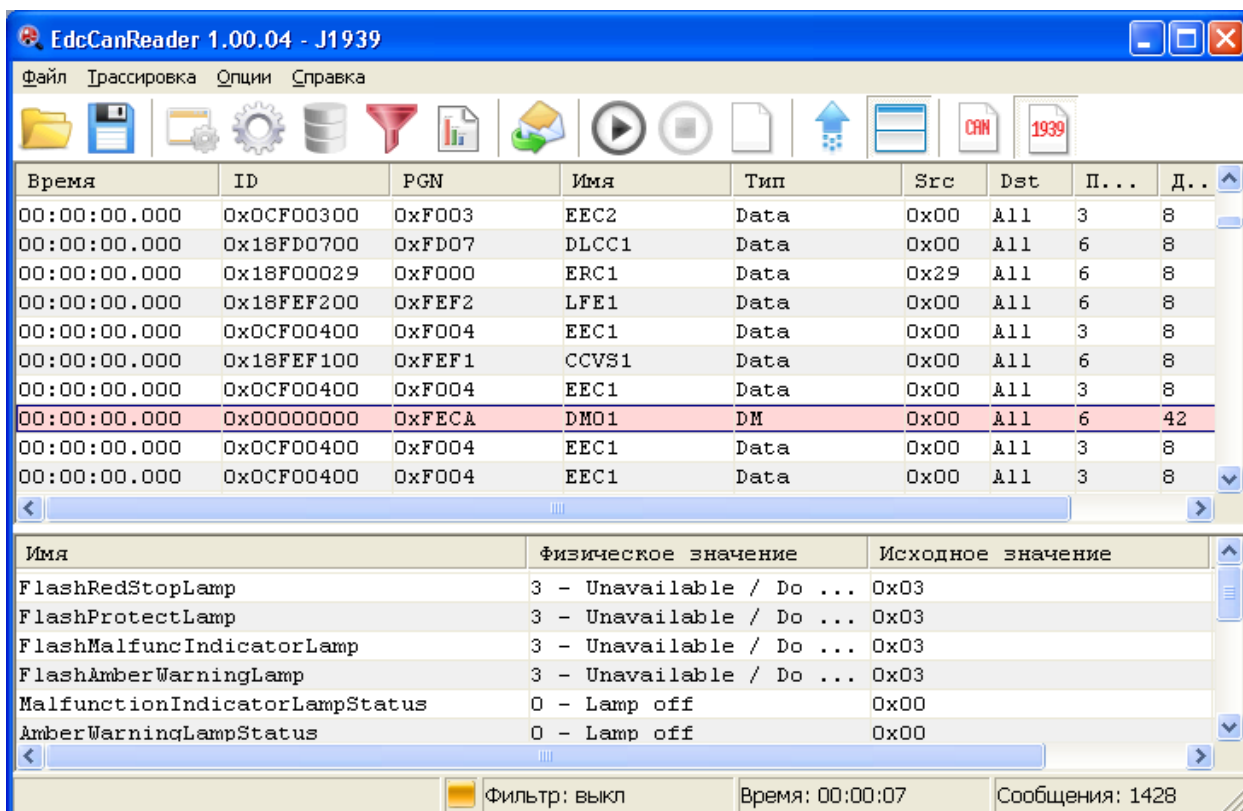 EdcCanReader 1.00.04 - J1939
Файл Трассировка Опции Справка
CAN 1939
Время ID PGN Имя Тип Src Dst П... Д..
00:00:00.000 0x0CF00300 0xF003 EEC2 Data 0x00 All 3 8
00:00:00.000 0x18FD0700 0xFD07 DLCC1 Data 0x00 All 6 8
00:00:00.000 0x18F00029 0xF000 ERC1 Data 0x29 All 6 8
00:00:00.000 0x18FEF200 0xFEF2 LFE1 Data 0x00 All 6 8
00:00:00.000 0x0CF00400 0xF004 EEC1 Data 0x00 All 3 8
00:00:00.000 0x18FEF100 0xFEF1 CCVS1 Data 0x00 All 6 8
00:00:00.000 0x0CF00400 0xF004 EEC1 Data 0x00 All 3 8
00:00:00.000 0x00000000 0xFECA DM01 DM 0x00 All 6 42
00:00:00.000 0x0CF00400 0xF004 EEC1 Data 0x00 All 3 8
00:00:00.000 0x0CF00400 0xF004 EEC1 Data 0x00 All 3 8
Имя Физическое значение Исходное значение
FlashRedStopLamp 3 - Unavailable / Do ... 0x03
FlashProtectLamp 3 - Unavailable / Do ... 0x03
FlashMalfuncIndicatorLamp 3 - Unavailable / Do ... 0x03
FlashAmberWarningLamp 3 - Unavailable / Do ... 0x03
MalfunctionIndicatorLampStatus 0 - Lamp off 0x00
AmberWarningLampStatus 0 - Lamp off 0x00
Фильтр: выкл Время: 00:00:07 Сообщения: 1428